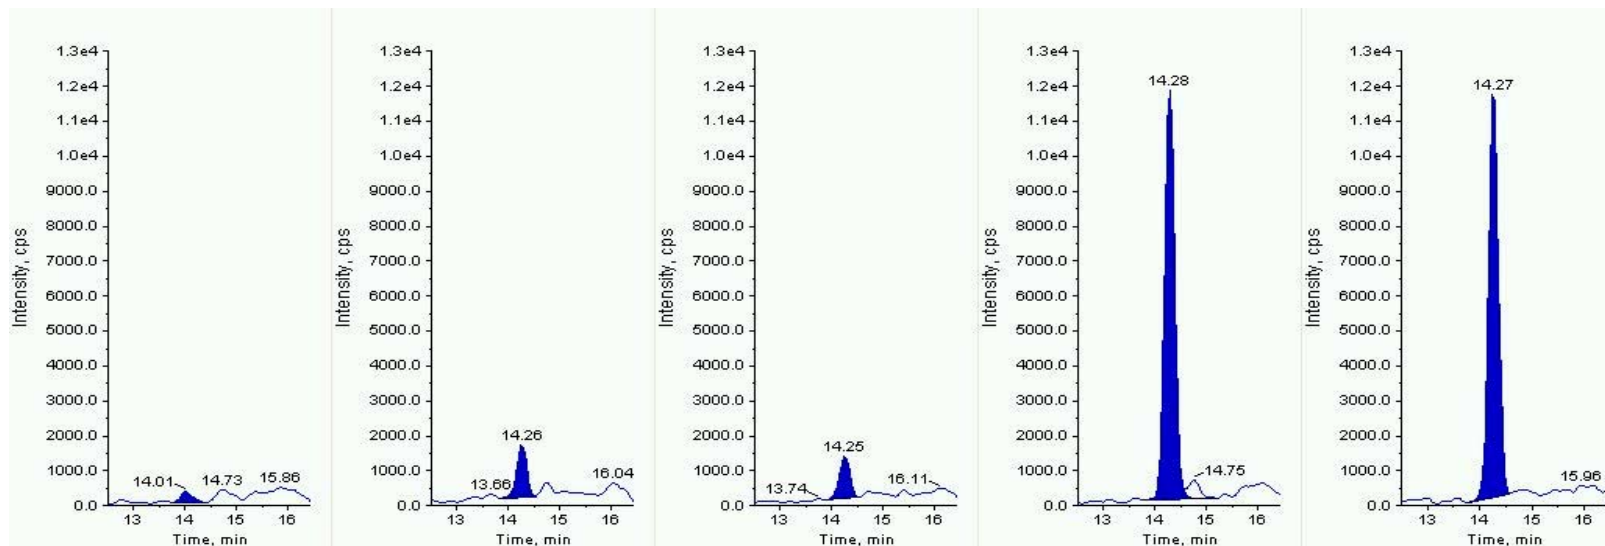 1.3e4
1.2e4
1.1e4
1.0e4
9000.0
8000.0
7000.0
6000.0
5000.0
4000.0
3000.0
2000.0
1000.0
0.0
Intensity, cps
14.01
14.73
15.86
13 14 15 16
Time, min
1.3e4
1.2e4
1.1e4
1.0e4
9000.0
8000.0
7000.0
6000.0
5000.0
4000.0
3000.0
2000.0
1000.0
0.0
Intensity, cps
14.26
13.66
16.04
13 14 15 16
Time, min
1.3e4
1.2e4
1.1e4
1.0e4
9000.0
8000.0
7000.0
6000.0
5000.0
4000.0
3000.0
2000.0
1000.0
0.0
Intensity, cps
14.25
13.74
16.11
13 14 15 16
Time, min
1.3e4
1.2e4
1.1e4
1.0e4
9000.0
8000.0
7000.0
6000.0
5000.0
4000.0
3000.0
2000.0
1000.0
0.0
Intensity, cps
14.28
14.75
13 14 15 16
Time, min
1.3e4
1.2e4
1.1e4
1.0e4
9000.0
8000.0
7000.0
6000.0
5000.0
4000.0
3000.0
2000.0
1000.0
0.0
Intensity, cps
14.27
15.96
13 14 15 16
Time, min